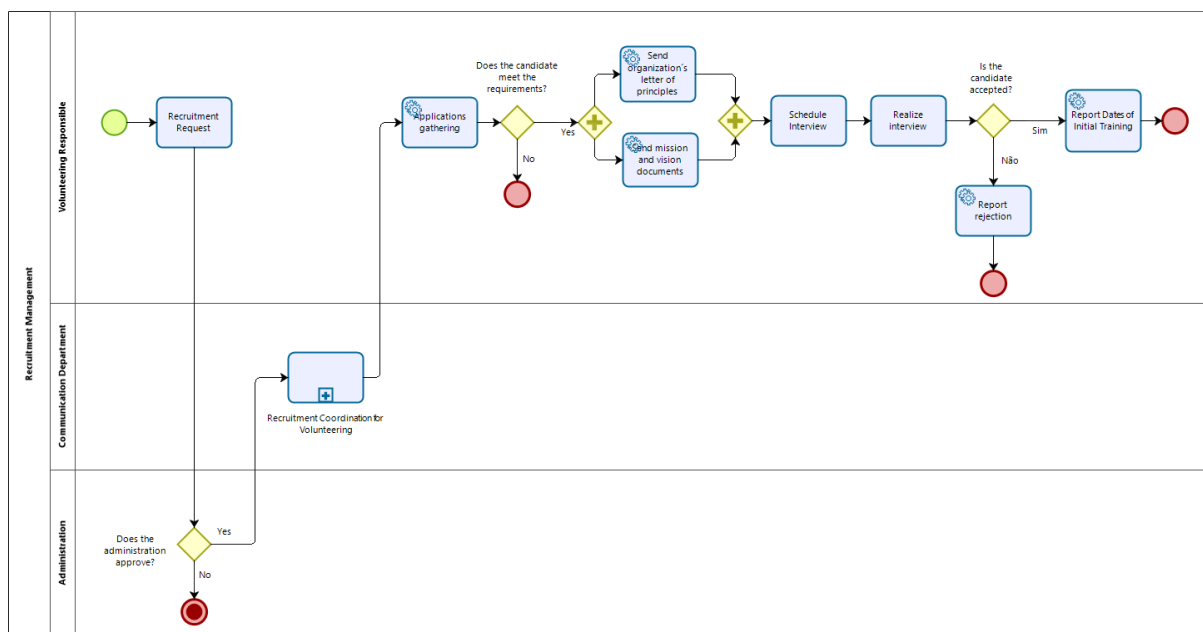 Recruitment Management
Volunteering Responsible
Recruitment
Request
Applications
gathering
Does the candidate
meet the
requirements?
Yes
No
Send
organization's
letter of
principles
Send mission
and vision
documents
Schedule
Interview
Realize
interview
Is the
candidate
accepted?
Sim
Não
Report Dates of
Initial Training
Report
rejection
Communication Department
Recruitment Coordination for
Volunteering
Administration
Does the
administration
approve?
Yes
No